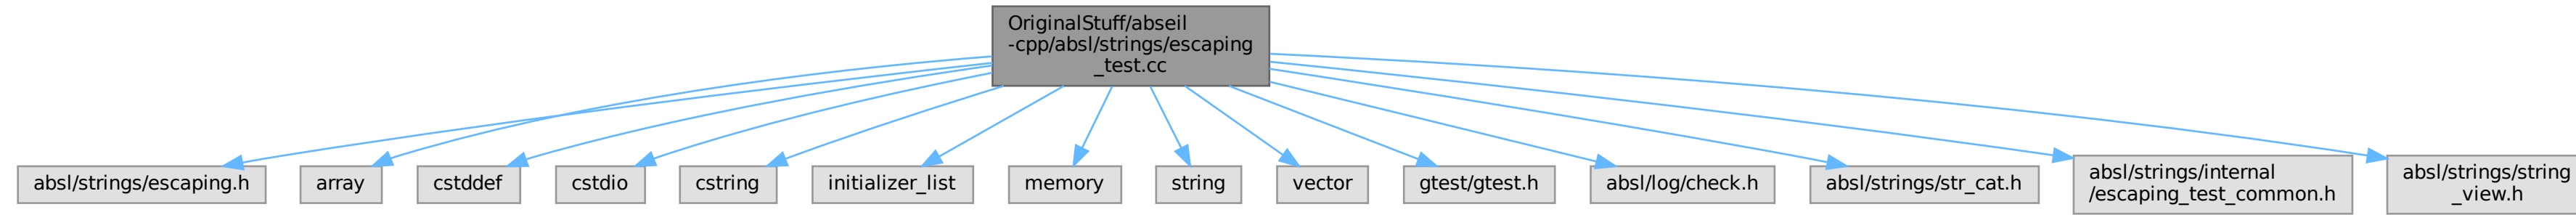 OriginalStuff/abseil
-cpp/absl/strings/escaping
_test.cc
absl/strings/escaping.h
array
cstddef
cstdio
cstring
initializer_list
memory
string
vector
gtest/gtest.h
absl/log/check.h
absl/strings/str_cat.h
absl/strings/internal
/escaping_test_common.h
absl/strings/string
_view.h